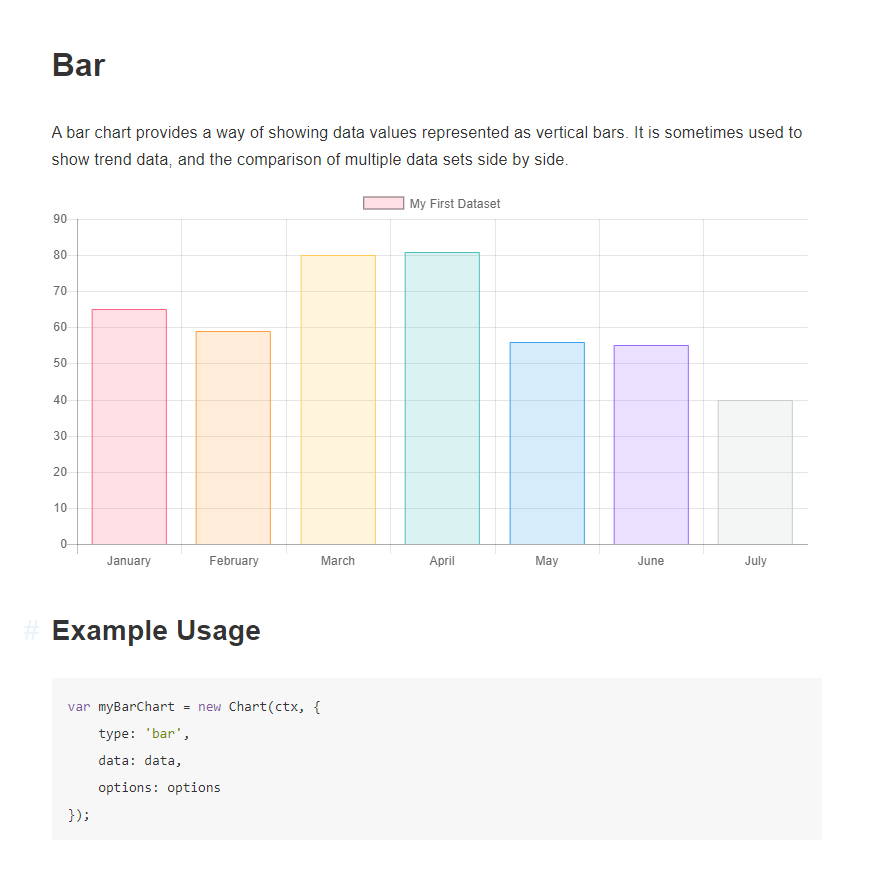 Bar
A bar chart provides a way of showing data values represented as vertical bars. It is sometimes used to
show trend data, and the comparison of multiple data sets side by side.
My First Dataset
90
80
70
60
50
40
30
20
10
0
January February March April May June July
# Example Usage
var myBarChart = new Chart(ctx, {
    type: 'bar',
    data: data,
    options: options
});